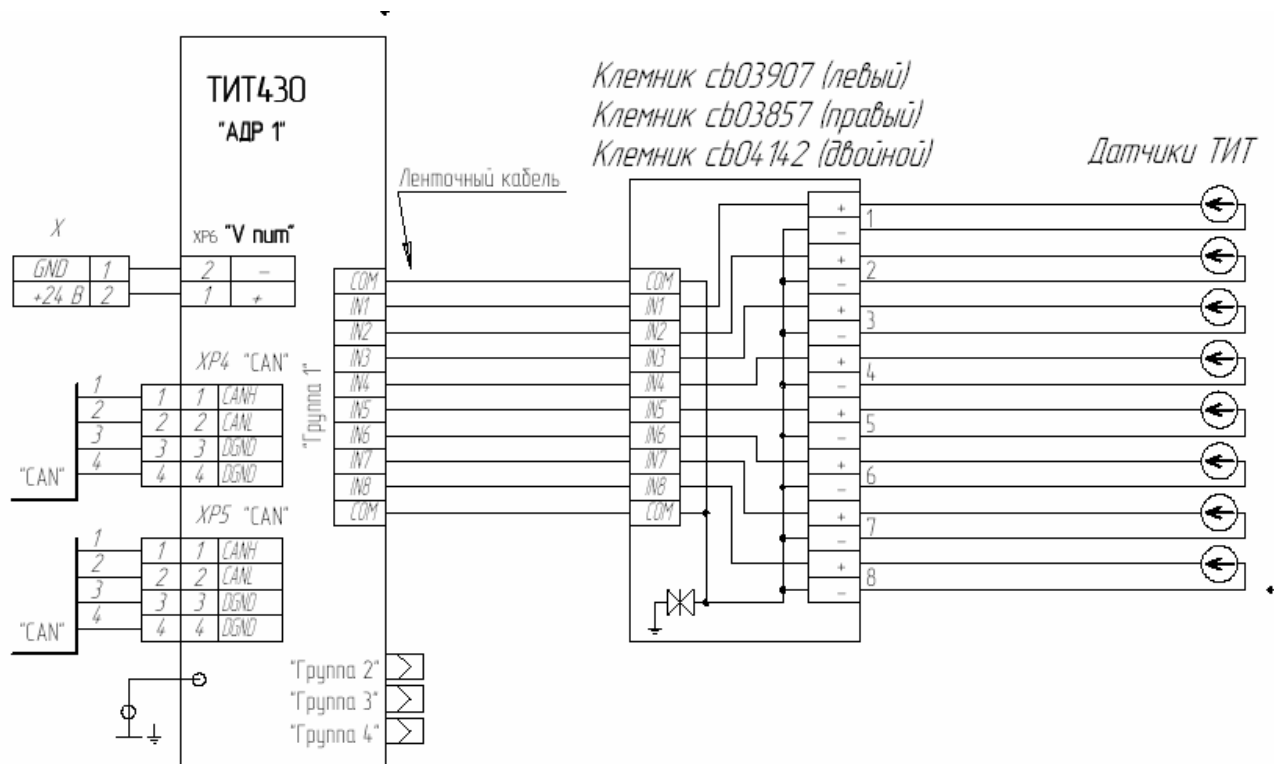 ТИТ430
"АДР 1"
Клемник cb03907 (левый)
Клемник cb03857 (правый)
Клемник cb04142 (двойной)
Датчики ТИТ
Ленточный кабель
X
XP6 "V пит"
GND 1 2 –
+24 В 2 1 +
XP4 "CAN"
1 1 1 CANH
2 2 2 CANL
3 3 3 DGND
4 4 4 DGND
"CAN"
XP5 "CAN"
1 1 1 CANH
2 2 2 CANL
3 3 3 DGND
4 4 4 DGND
"CAN"
"Группа 1"
COM
IN1
IN2
IN3
IN4
IN5
IN6
IN7
IN8
COM
COM
IN1
IN2
IN3
IN4
IN5
IN6
IN7
IN8
COM
+
– 1
+
– 2
+
– 3
+
– 4
+
– 5
+
– 6
+
– 7
+
– 8
"Группа 2"
"Группа 3"
"Группа 4"